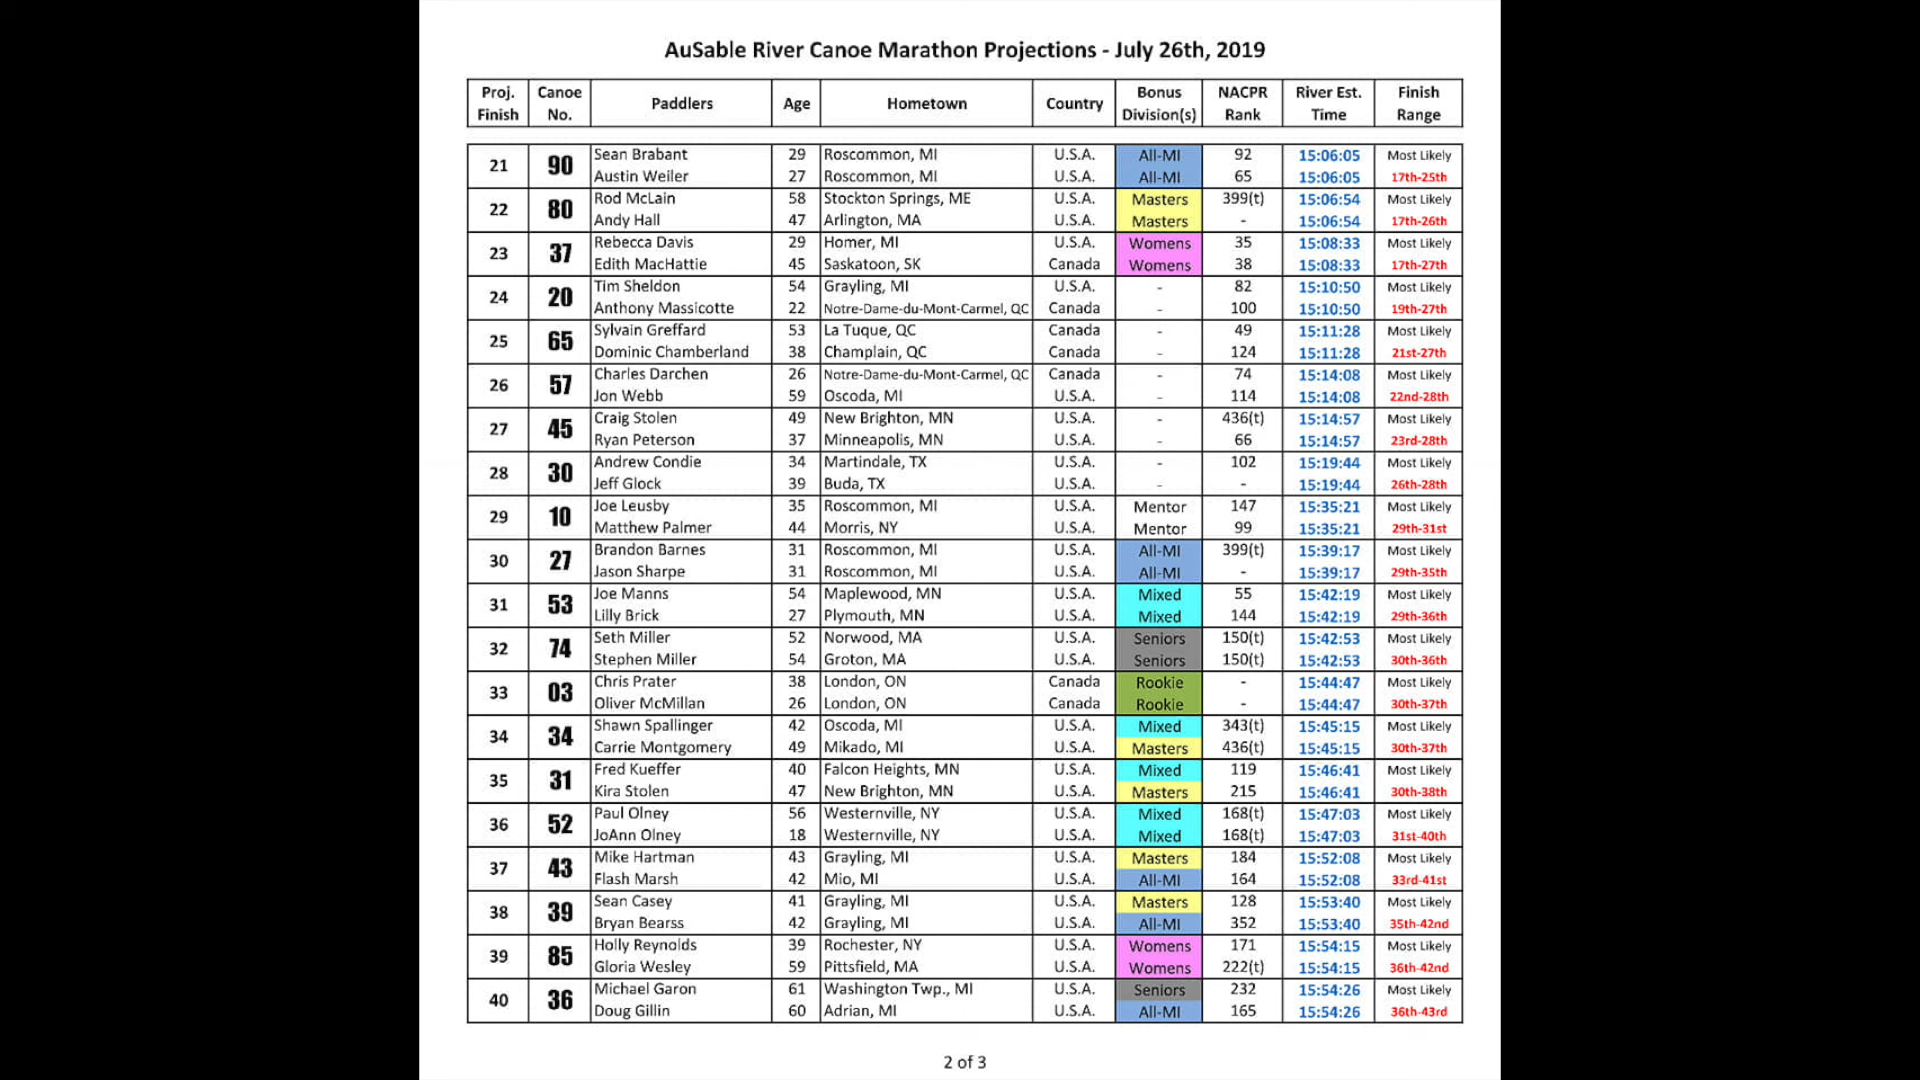 AuSable River Canoe Marathon Projections - July 26th, 2019
Proj. Finish Canoe No. Paddlers Age Hometown Country Bonus Division(s) NACPR Rank River Est. Time Finish Range
21 90 Sean Brabant 29 Roscommon, MI U.S.A. All-MI 92 15:06:05 Most Likely
Austin Weiler 27 Roscommon, MI U.S.A. All-MI 65 15:06:05 17th-25th
22 80 Rod McLain 58 Stockton Springs, ME U.S.A. Masters 399(t) 15:06:54 Most Likely
Andy Hall 47 Arlington, MA U.S.A. Masters - 15:06:54 17th-26th
23 37 Rebecca Davis 29 Homer, MI U.S.A. Womens 35 15:08:33 Most Likely
Edith MacHattie 45 Saskatoon, SK Canada Womens 38 15:08:33 17th-27th
24 20 Tim Sheldon 54 Grayling, MI U.S.A. - 82 15:10:50 Most Likely
Anthony Massicotte 22 Notre-Dame-du-Mont-Carmel, QC Canada - 100 15:10:50 19th-27th
25 65 Sylvain Greffard 53 La Tuque, QC Canada - 49 15:11:28 Most Likely
Dominic Chamberland 38 Champlain, QC Canada - 124 15:11:28 21st-27th
26 57 Charles Darchen 26 Notre-Dame-du-Mont-Carmel, QC Canada - 74 15:14:08 Most Likely
Jon Webb 59 Oscoda, MI U.S.A. - 114 15:14:08 22nd-28th
27 45 Craig Stolen 49 New Brighton, MN U.S.A. - 436(t) 15:14:57 Most Likely
Ryan Peterson 37 Minneapolis, MN U.S.A. - 66 15:14:57 23rd-28th
28 30 Andrew Condie 34 Martindale, TX U.S.A. - 102 15:19:44 Most Likely
Jeff Glock 39 Buda, TX U.S.A. - - 15:19:44 26th-28th
29 10 Joe Leusby 35 Roscommon, MI U.S.A. Mentor 147 15:35:21 Most Likely
Matthew Palmer 44 Morris, NY U.S.A. Mentor 99 15:35:21 29th-31st
30 27 Brandon Barnes 31 Roscommon, MI U.S.A. All-MI 399(t) 15:39:17 Most Likely
Jason Sharpe 31 Roscommon, MI U.S.A. All-MI - 15:39:17 29th-35th
31 53 Joe Manns 54 Maplewood, MN U.S.A. Mixed 55 15:42:19 Most Likely
Lilly Brick 27 Plymouth, MN U.S.A. Mixed 144 15:42:19 29th-36th
32 74 Seth Miller 52 Norwood, MA U.S.A. Seniors 150(t) 15:42:53 Most Likely
Stephen Miller 54 Groton, MA U.S.A. Seniors 150(t) 15:42:53 30th-36th
33 03 Chris Prater 38 London, ON Canada Rookie - 15:44:47 Most Likely
Oliver McMillan 26 London, ON Canada Rookie - 15:44:47 30th-37th
34 34 Shawn Spallinger 42 Oscoda, MI U.S.A. Mixed 343(t) 15:45:15 Most Likely
Carrie Montgomery 49 Mikado, MI U.S.A. Masters 436(t) 15:45:15 30th-37th
35 31 Fred Kueffer 40 Falcon Heights, MN U.S.A. Mixed 119 15:46:41 Most Likely
Kira Stolen 47 New Brighton, MN U.S.A. Masters 215 15:46:41 30th-38th
36 52 Paul Olney 56 Westernville, NY U.S.A. Mixed 168(t) 15:47:03 Most Likely
JoAnn Olney 18 Westernville, NY U.S.A. Mixed 168(t) 15:47:03 31st-40th
37 43 Mike Hartman 43 Grayling, MI U.S.A. Masters 184 15:52:08 Most Likely
Flash Marsh 42 Mio, MI U.S.A. All-MI 164 15:52:08 33rd-41st
38 39 Sean Casey 41 Grayling, MI U.S.A. Masters 128 15:53:40 Most Likely
Bryan Bearss 42 Grayling, MI U.S.A. All-MI 352 15:53:40 35th-42nd
39 85 Holly Reynolds 39 Rochester, NY U.S.A. Womens 171 15:54:15 Most Likely
Gloria Wesley 59 Pittsfield, MA U.S.A. Womens 222(t) 15:54:15 36th-42nd
40 36 Michael Garon 61 Washington Twp., MI U.S.A. Seniors 232 15:54:26 Most Likely
Doug Gillin 60 Adrian, MI U.S.A. All-MI 165 15:54:26 36th-43rd
2 of 3